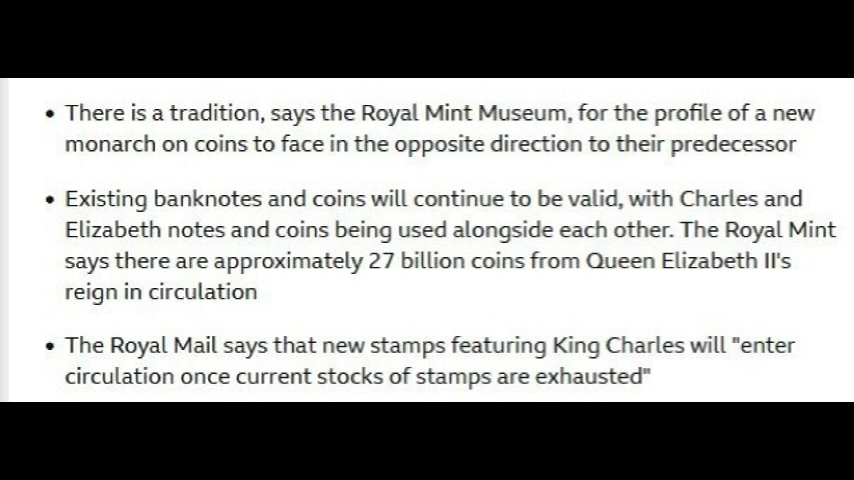 • There is a tradition, says the Royal Mint Museum, for the profile of a new
monarch on coins to face in the opposite direction to their predecessor
• Existing banknotes and coins will continue to be valid, with Charles and
Elizabeth notes and coins being used alongside each other. The Royal Mint
says there are approximately 27 billion coins from Queen Elizabeth II's
reign in circulation
• The Royal Mail says that new stamps featuring King Charles will "enter
circulation once current stocks of stamps are exhausted"